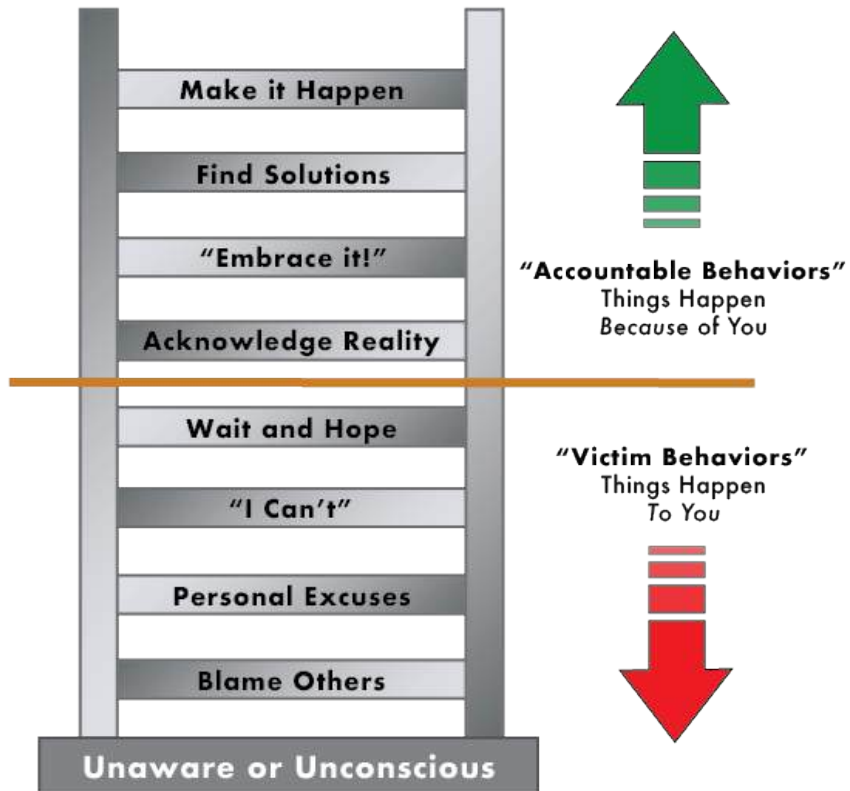 Make it Happen
Find Solutions
“Embrace it!”
Acknowledge Reality
“Accountable Behaviors”
Things Happen
Because of You
Wait and Hope
“I Can’t”
Personal Excuses
Blame Others
“Victim Behaviors”
Things Happen
To You
Unaware or Unconscious